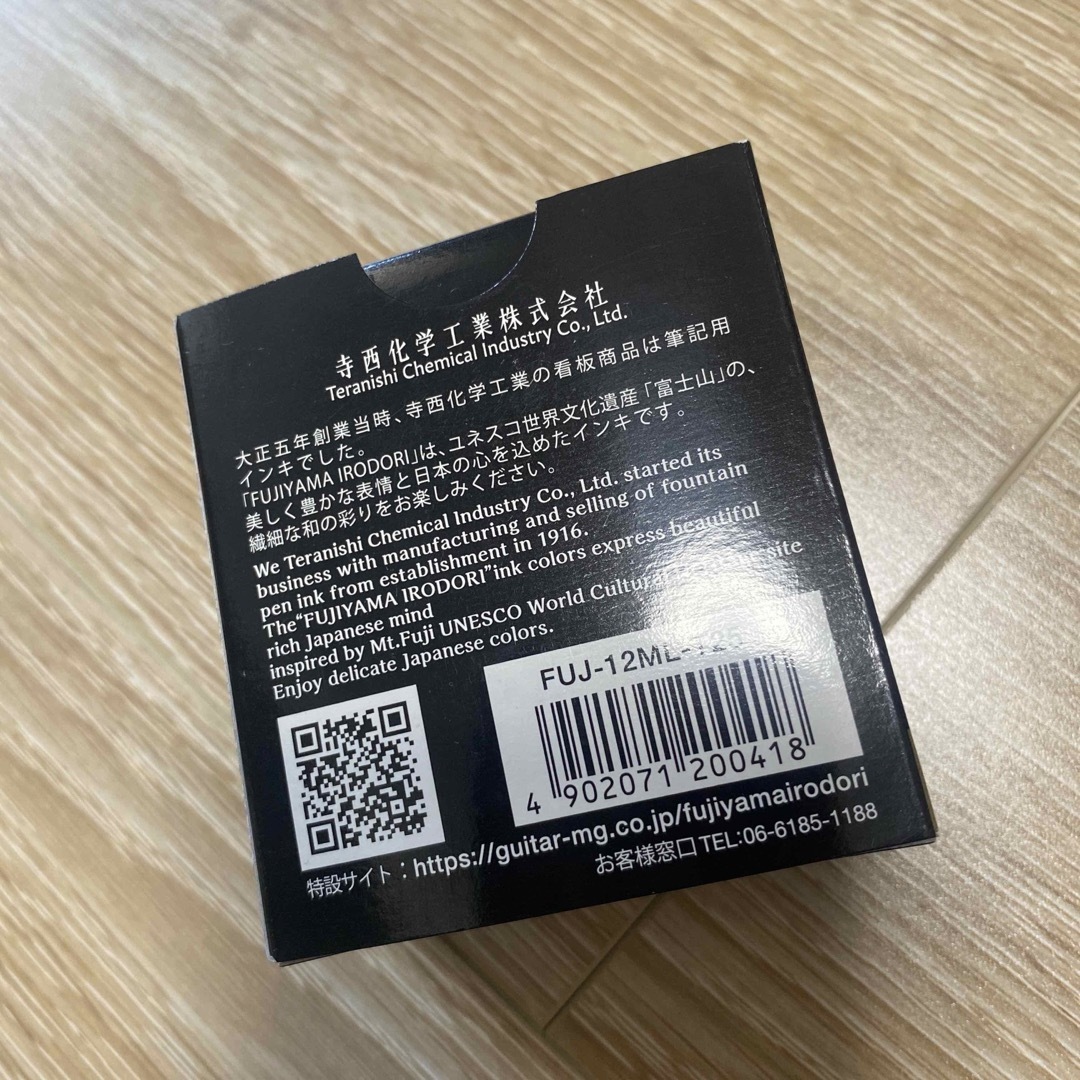 寺西化学工業株式会社
Teranishi Chemical Industry Co., Ltd.
大正五年創業当時、寺西化学工業の看板商品は筆記用
インキでした。
「FUJIYAMA IRODORI」は、ユネスコ世界文化遺産「富士山」の、
美しく豊かな表情と日本の心を込めたインキです。
繊細な和の彩りをお楽しみください。
We Teranishi Chemical Industry Co., Ltd. started its
business with manufacturing and selling of fountain
pen ink from establishment in 1916.
The“FUJIYAMA IRODORI”ink colors express beautiful
rich Japanese mind
inspired by Mt.Fuji UNESCO World Cultural
Enjoy delicate Japanese colors.
FUJ-12ML-
4 902071 200418
特設サイト：https://guitar-mg.co.jp/fujiyamairodori
お客様窓口TEL:06-6185-1188